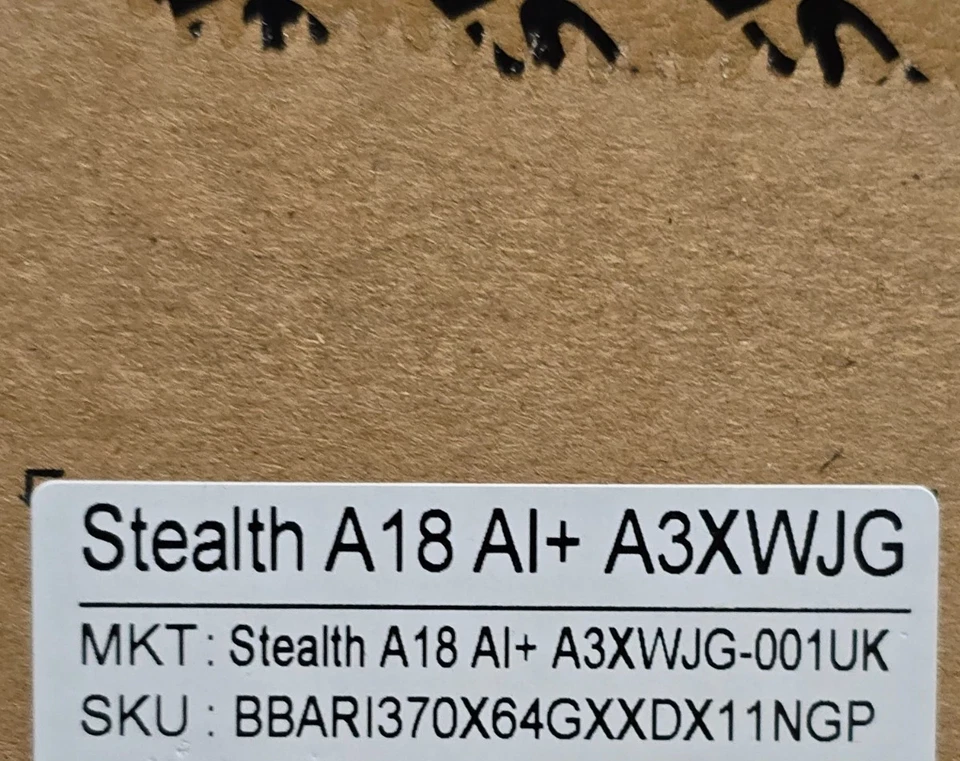 Stealth A18 AI+ A3XWJG
MKT : Stealth A18 AI+ A3XWJG-001UK
SKU : BBARI370X64GXXDX11NGP